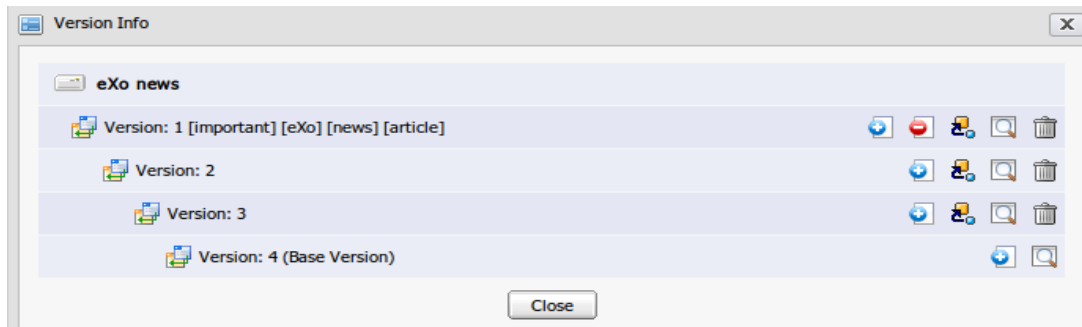 Version Info
eXo news
Version: 1 [important] [eXo] [news] [article]
Version: 2
Version: 3
Version: 4 (Base Version)
Close